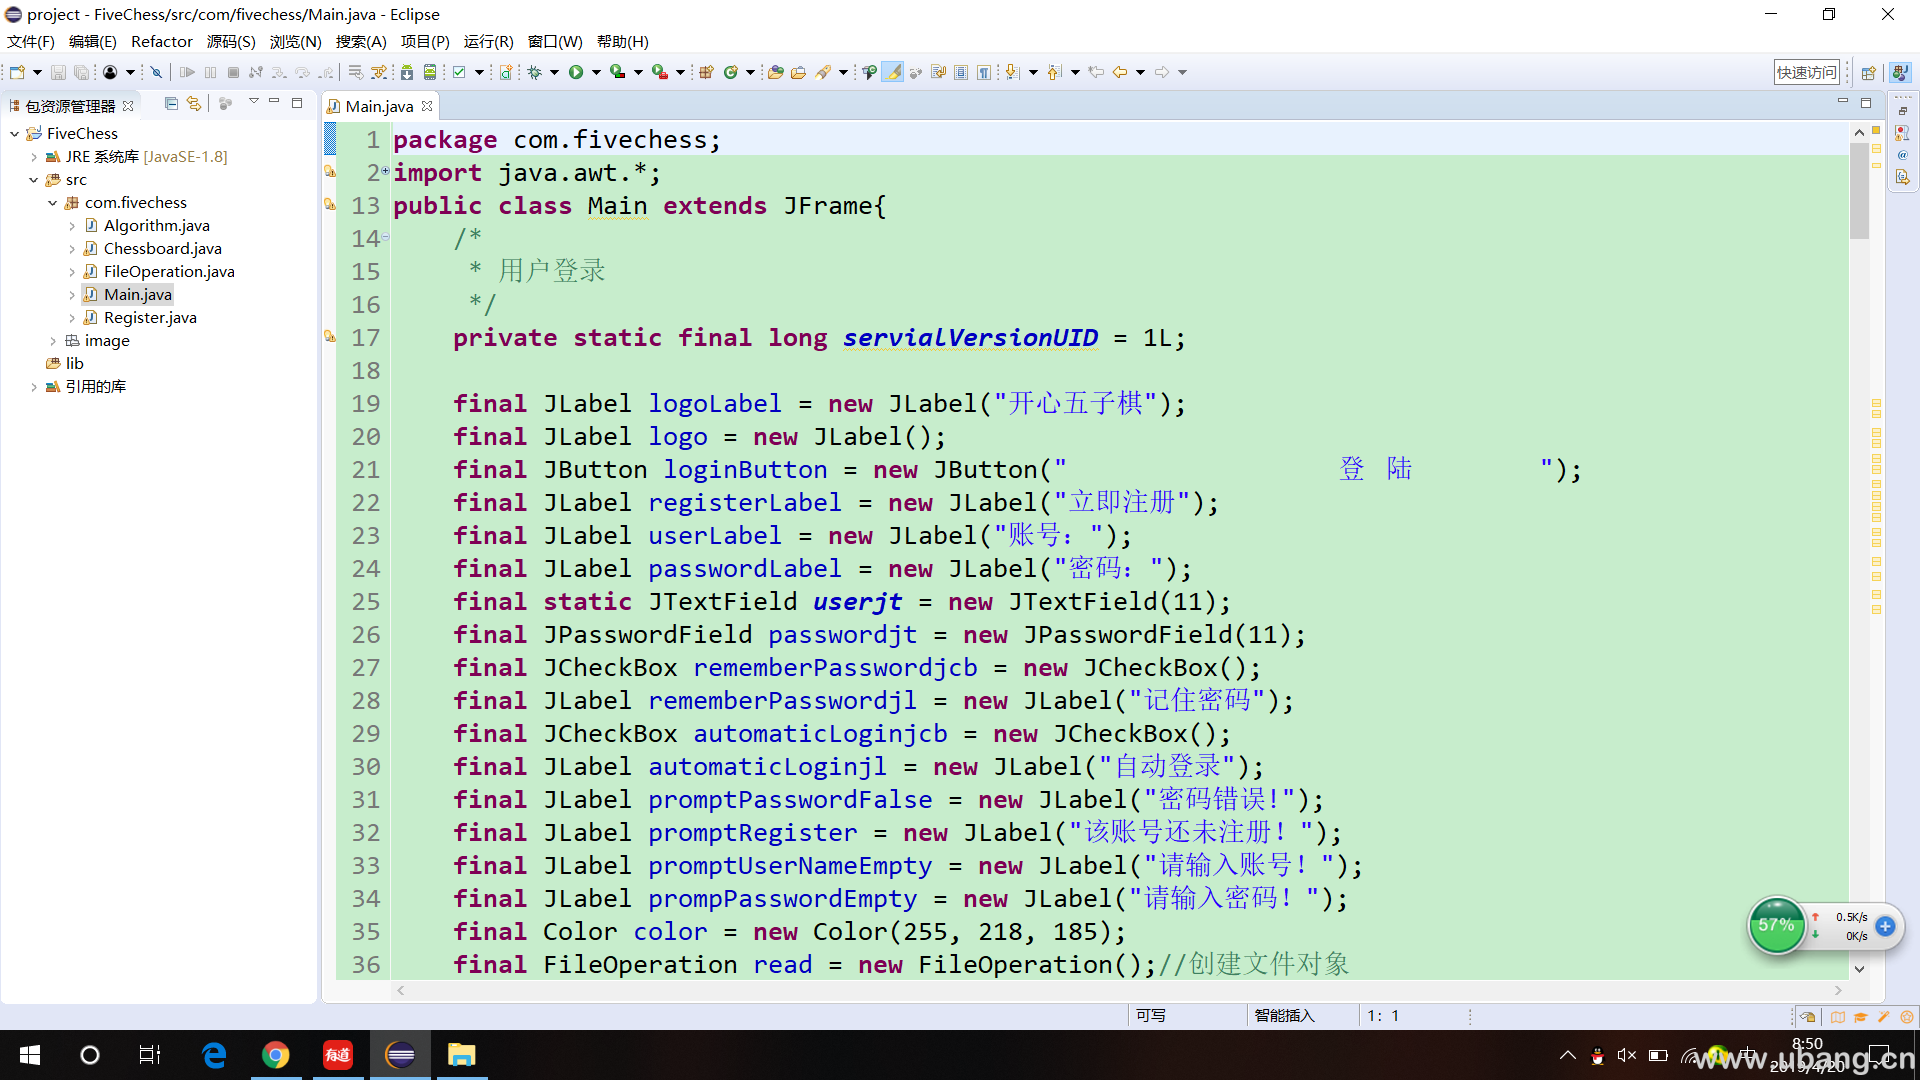 project - FiveChess/src/com/fivechess/Main.java - Eclipse
文件(F) 编辑(E) Refactor 源码(S) 浏览(N) 搜索(A) 项目(P) 运行(R) 窗口(W) 帮助(H)
快速访问
包资源管理器
Main.java
FiveChess
JRE 系统库 [JavaSE-1.8]
src
com.fivechess
Algorithm.java
Chessboard.java
FileOperation.java
Main.java
Register.java
image
lib
引用的库
1 package com.fivechess;
2 import java.awt.*;
13 public class Main extends JFrame{
14 /*
15 * 用户登录
16 */
17 private static final long servialVersionUID = 1L;
18
19 final JLabel logoLabel = new JLabel("开心五子棋");
20 final JLabel logo = new JLabel();
21 final JButton loginButton = new JButton("                  登 陆        ");
22 final JLabel registerLabel = new JLabel("立即注册");
23 final JLabel userLabel = new JLabel("账号：");
24 final JLabel passwordLabel = new JLabel("密码：");
25 final static JTextField userjt = new JTextField(11);
26 final JPasswordField passwordjt = new JPasswordField(11);
27 final JCheckBox rememberPasswordjcb = new JCheckBox();
28 final JLabel rememberPasswordjl = new JLabel("记住密码");
29 final JCheckBox automaticLoginjcb = new JCheckBox();
30 final JLabel automaticLoginjl = new JLabel("自动登录");
31 final JLabel promptPasswordFalse = new JLabel("密码错误!");
32 final JLabel promptRegister = new JLabel("该账号还未注册！");
33 final JLabel promptUserNameEmpty = new JLabel("请输入账号！");
34 final JLabel prompPasswordEmpty = new JLabel("请输入密码！");
35 final Color color = new Color(255, 218, 185);
36 final FileOperation read = new FileOperation();//创建文件对象
57%
0.5K/s
0K/s
可写 智能插入 1：1
有道
8:50
2019/4/20
www.ubang.cn